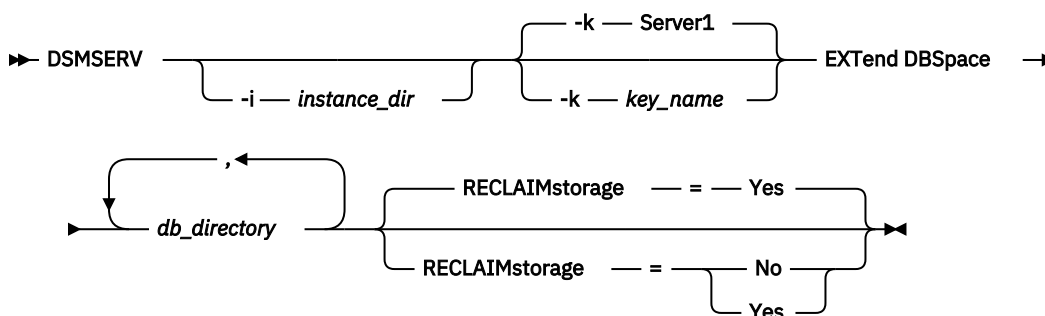 -k Server1
DSMSERV EXTend DBSpace
-i instance_dir -k key_name
,
RECLAIMstorage = Yes
db_directory
RECLAIMstorage = No
Yes